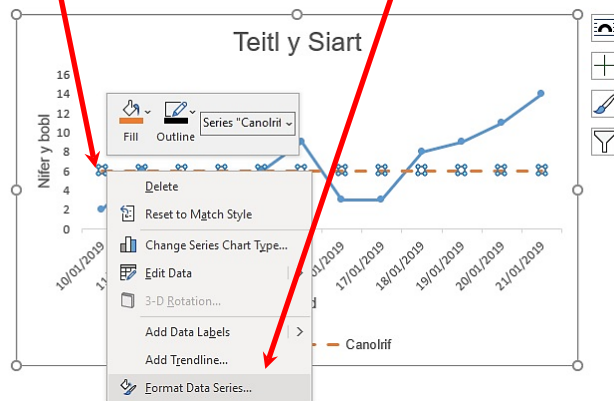 Teitl y Siart
Nifer y bobl
16
14
12
10
8
6
4
2
0
Fill
Outline
Series "Canolrif
Delete
Reset to Match Style
Change Series Chart Type...
Edit Data
3-D Rotation...
Add Data Labels
Add Trendline...
Format Data Series...
10/01/2019
11
01/2019
17/01/2019
18/01/2019
19/01/2019
20/01/2019
21/01/2019
d
Canolrif